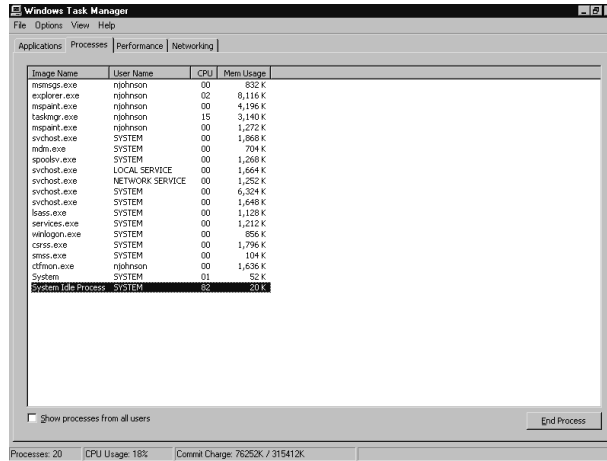 Windows Task Manager
File Options View Help
Applications Processes Performance Networking
Image Name User Name CPU Mem Usage
msmsgs.exe njohnson 00 832 K
explorer.exe njohnson 02 8,116 K
mspaint.exe njohnson 00 4,196 K
taskmgr.exe njohnson 15 3,140 K
mspaint.exe njohnson 00 1,272 K
svchost.exe SYSTEM 00 1,868 K
mdm.exe SYSTEM 00 704 K
spoolsv.exe SYSTEM 00 1,268 K
svchost.exe LOCAL SERVICE 00 1,664 K
svchost.exe NETWORK SERVICE 00 1,252 K
svchost.exe SYSTEM 00 6,324 K
svchost.exe SYSTEM 00 1,648 K
lsass.exe SYSTEM 00 1,128 K
services.exe SYSTEM 00 1,212 K
winlogon.exe SYSTEM 00 856 K
csrss.exe SYSTEM 00 1,796 K
smss.exe SYSTEM 00 104 K
ctfmon.exe njohnson 00 1,636 K
System SYSTEM 01 52 K
System Idle Process SYSTEM 82 20 K
Show processes from all users
End Process
Processes: 20 CPU Usage: 18% Commit Charge: 76252K / 315412K